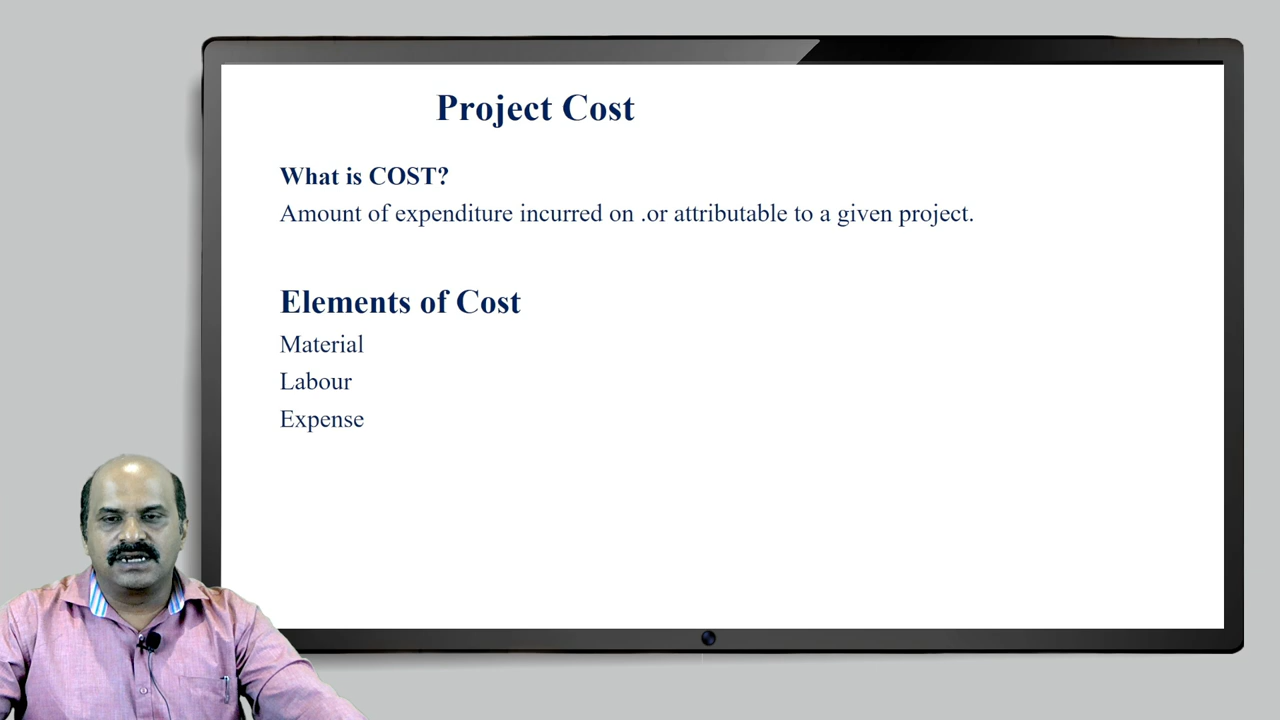 Project Cost
What is COST?
Amount of expenditure incurred on .or attributable to a given project.
Elements of Cost
Material
Labour
Expense